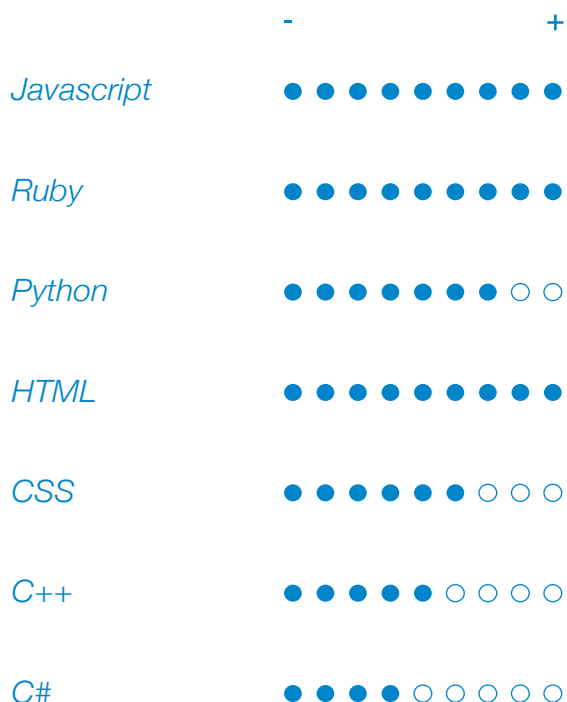 - +
Javascript
Ruby
Python
HTML
CSS
C++
C#